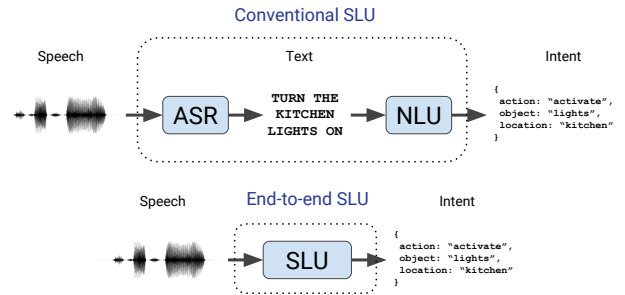 Conventional SLU
Speech
Text
Intent
ASR
TURN THE
KITCHEN
LIGHTS ON
NLU
{
action: “activate”,
object: “lights”,
location: “kitchen”
}
End-to-end SLU
Speech
Intent
SLU
{
action: “activate”,
object: “lights”,
location: “kitchen”
}